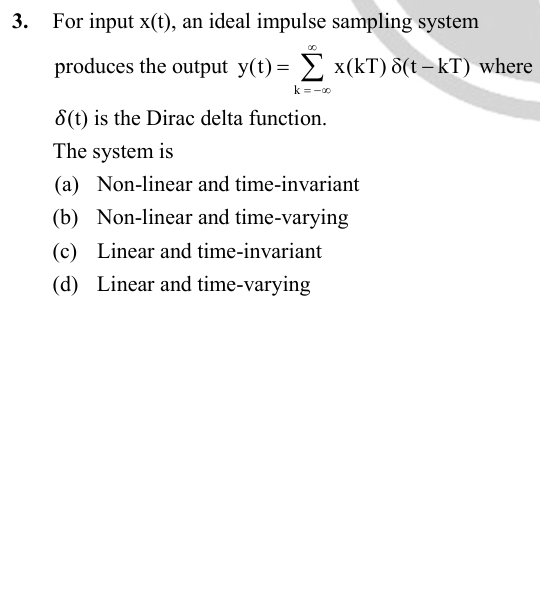 3. For input x(t), an ideal impulse sampling system
produces the output y(t) = ∑_{k=−∞}^{∞} x(kT) δ(t − kT) where
δ(t) is the Dirac delta function.
The system is
(a) Non-linear and time-invariant
(b) Non-linear and time-varying
(c) Linear and time-invariant
(d) Linear and time-varying